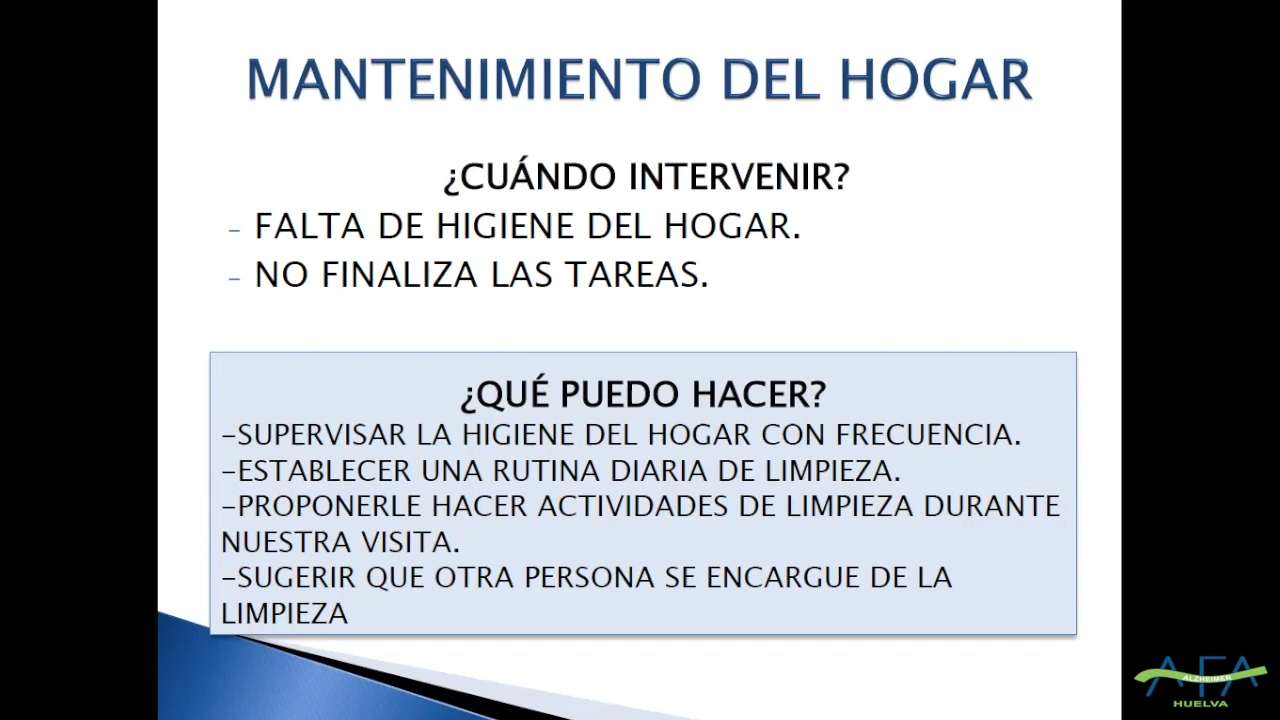 MANTENIMIENTO DEL HOGAR
¿CUÁNDO INTERVENIR?
- FALTA DE HIGIENE DEL HOGAR.
- NO FINALIZA LAS TAREAS.
¿QUÉ PUEDO HACER?
-SUPERVISAR LA HIGIENE DEL HOGAR CON FRECUENCIA.
-ESTABLECER UNA RUTINA DIARIA DE LIMPIEZA.
-PROPONERLE HACER ACTIVIDADES DE LIMPIEZA DURANTE
NUESTRA VISITA.
-SUGERIR QUE OTRA PERSONA SE ENCARGUE DE LA
LIMPIEZA
AFA
ALZHEIMER
HUELVA